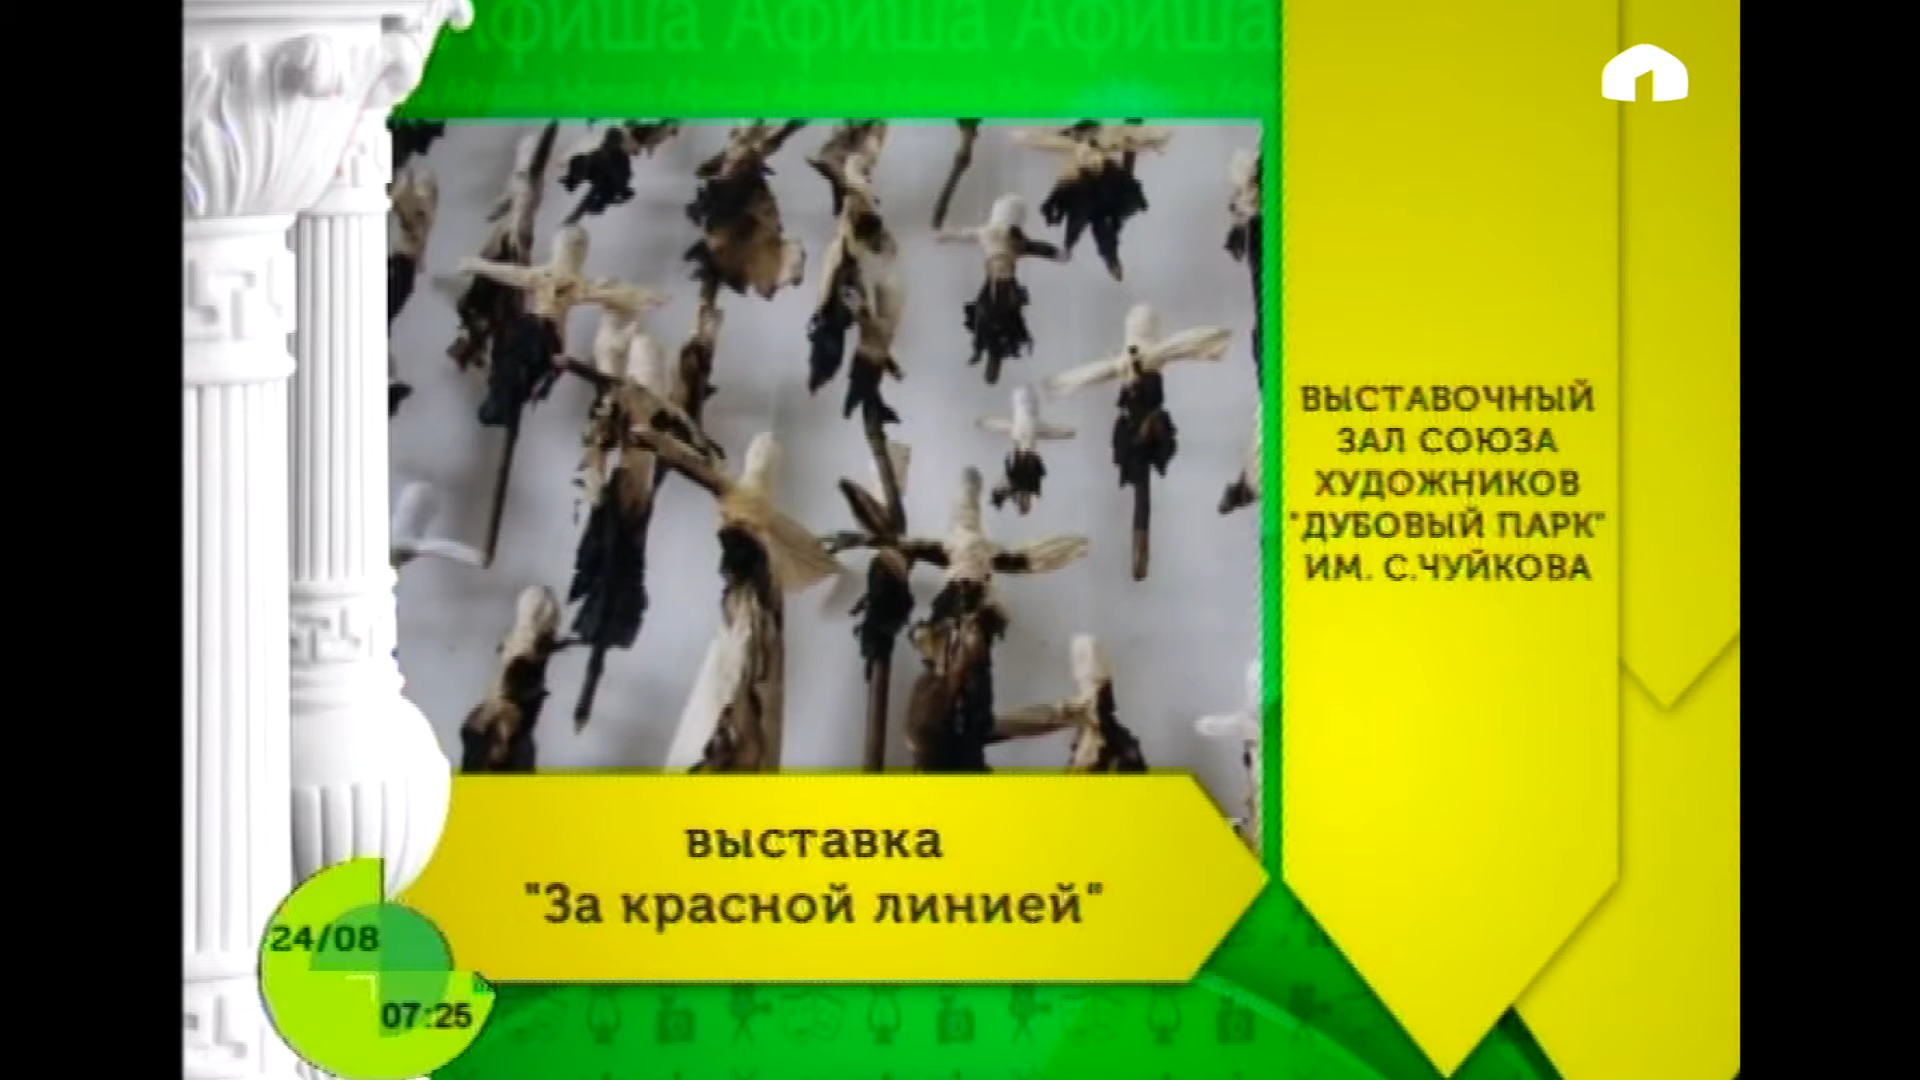 Афиша Афиша Афиша
ВЫСТАВОЧНЫЙ
ЗАЛ СОЮЗА
ХУДОЖНИКОВ
"ДУБОВЫЙ ПАРК"
ИМ. С.ЧУЙКОВА
выставка
"За красной линией"
24/08
07:25